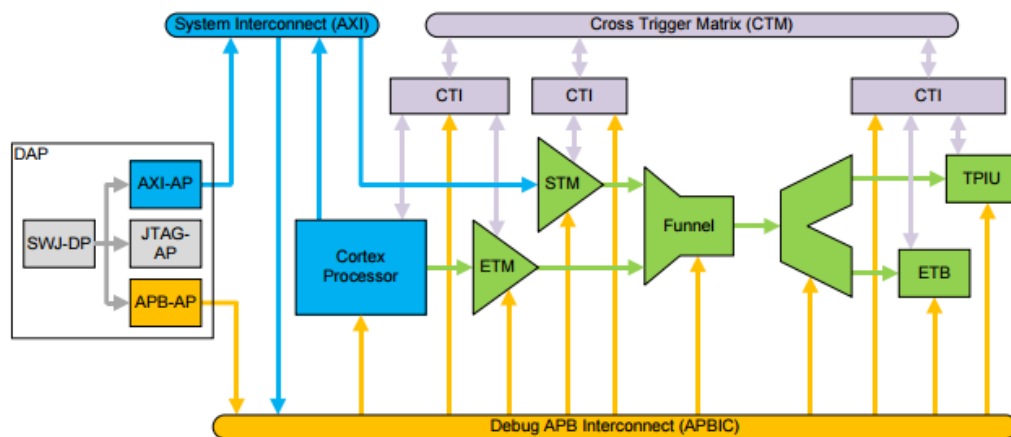 System Interconnect (AXI)
Cross Trigger Matrix (CTM)
CTI
CTI
CTI
DAP
AXI-AP
STM
TPIU
SWJ-DP
JTAG-
AP
Cortex
Processor
ETM
Funnel
ETB
APB-AP
Debug APB Interconnect (APBIC)